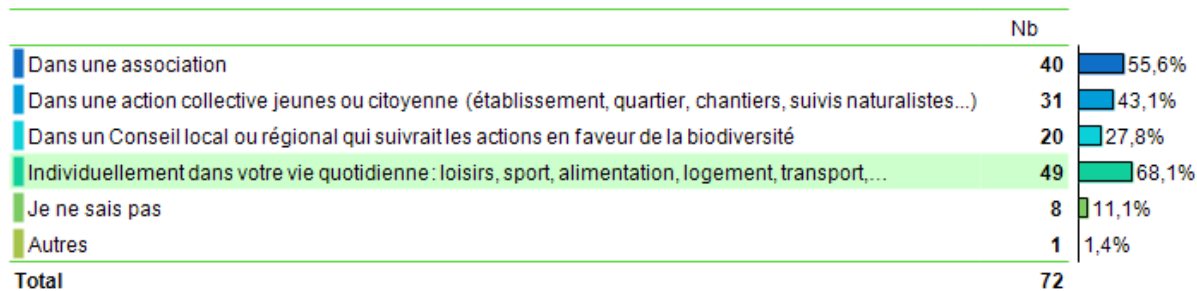 Nb
Dans une association 40 55,6%
Dans une action collective jeunes ou citoyenne (établissement, quartier, chantiers, suivis naturalistes...) 31 43,1%
Dans un Conseil local ou régional qui suivrait les actions en faveur de la biodiversité 20 27,8%
Individuellement dans votre vie quotidienne: loisirs, sport, alimentation, logement, transport,... 49 68,1%
Je ne sais pas 8 11,1%
Autres 1 1,4%
Total 72